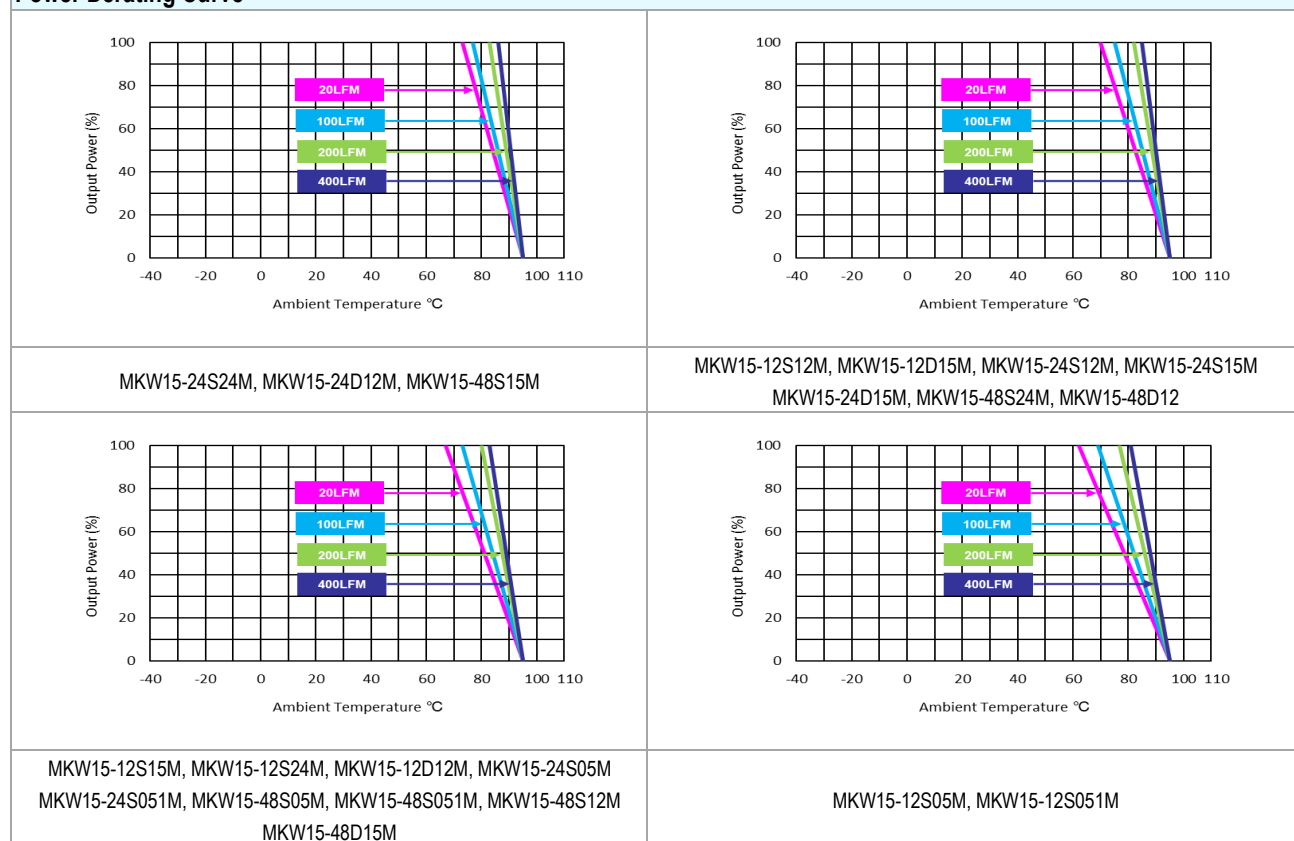 Power Derating Curve
100
80
60
40
20
0
Output Power (%)
20LFM
100LFM
200LFM
400LFM
-40 -20 0 20 40 60 80 100 110
Ambient Temperature °C
100
80
60
40
20
0
Output Power (%)
20LFM
100LFM
200LFM
400LFM
-40 -20 0 20 40 60 80 100 110
Ambient Temperature °C
MKW15-24S24M, MKW15-24D12M, MKW15-48S15M
MKW15-12S12M, MKW15-12D15M, MKW15-24S12M, MKW15-24S15M
MKW15-24D15M, MKW15-48S24M, MKW15-48D12
100
80
60
40
20
0
Output Power (%)
20LFM
100LFM
200LFM
400LFM
-40 -20 0 20 40 60 80 100 110
Ambient Temperature °C
100
80
60
40
20
0
Output Power (%)
20LFM
100LFM
200LFM
400LFM
-40 -20 0 20 40 60 80 100 110
Ambient Temperature °C
MKW15-12S15M, MKW15-12S24M, MKW15-12D12M, MKW15-24S05M
MKW15-24S051M, MKW15-48S05M, MKW15-48S051M, MKW15-48S12M
MKW15-48D15M
MKW15-12S05M, MKW15-12S051M